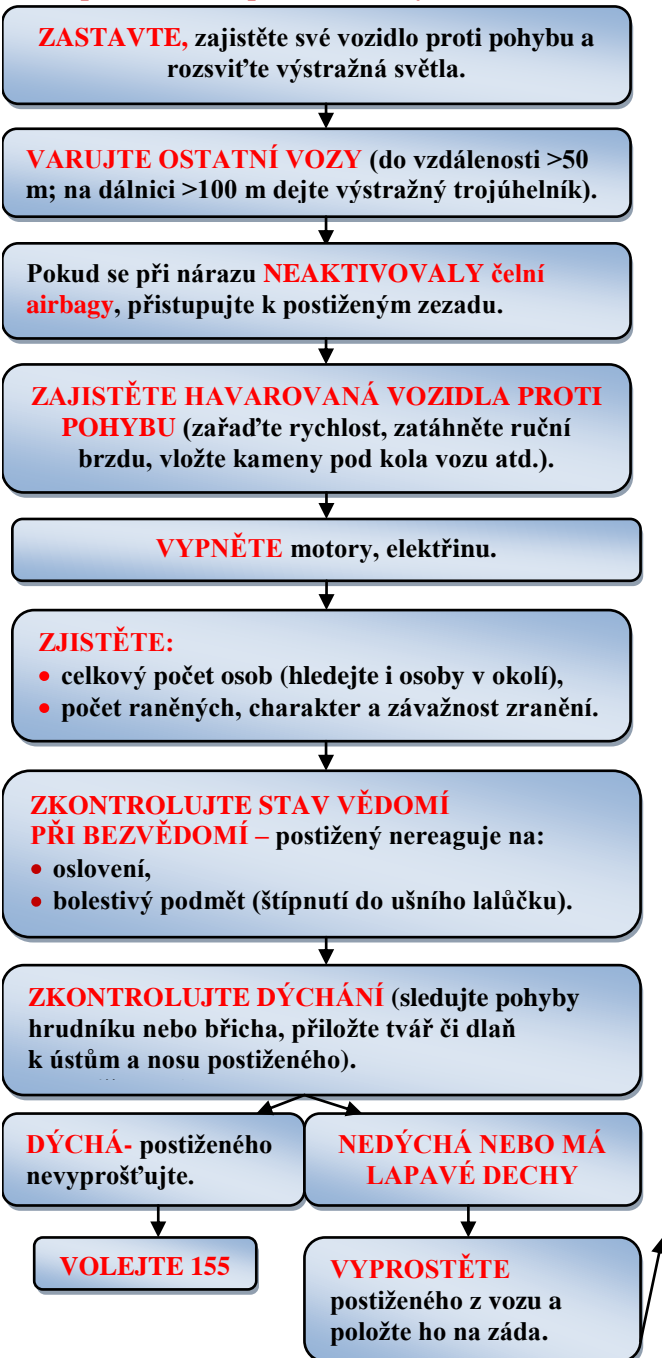 ZASTAVTE, zajistěte své vozidlo proti pohybu a
rozsviťte výstražná světla.
VARUJTE OSTATNÍ VOZY (do vzdálenosti >50
m; na dálnici >100 m dejte výstražný trojúhelník).
Pokud se při nárazu NEAKTIVOVALY čelní
airbagy, přistupujte k postiženým zezadu.
ZAJISTĚTE HAVAROVANÁ VOZIDLA PROTI
POHYBU (zařaďte rychlost, zatáhněte ruční
brzdu, vložte kameny pod kola vozu atd.).
VYPNĚTE motory, elektřinu.
ZJISTĚTE:
• celkový počet osob (hledejte i osoby v okolí),
• počet raněných, charakter a závažnost zranění.
ZKONTROLUJTE STAV VĚDOMÍ
PŘI BEZVĚDOMÍ – postižený nereaguje na:
• oslovení,
• bolestivý podmět (štípnutí do ušního lalůčku).
ZKONTROLUJTE DÝCHÁNÍ (sledujte pohyby
hrudníku nebo břicha, přiložte tvář či dlaň
k ústům a nosu postiženého).
DÝCHÁ- postiženého
nevyprošťujte.
VOLEJTE 155
NEDÝCHÁ NEBO MÁ
LAPAVÉ DECHY
VYPROSTĚTE
postiženého z vozu a
položte ho na záda.